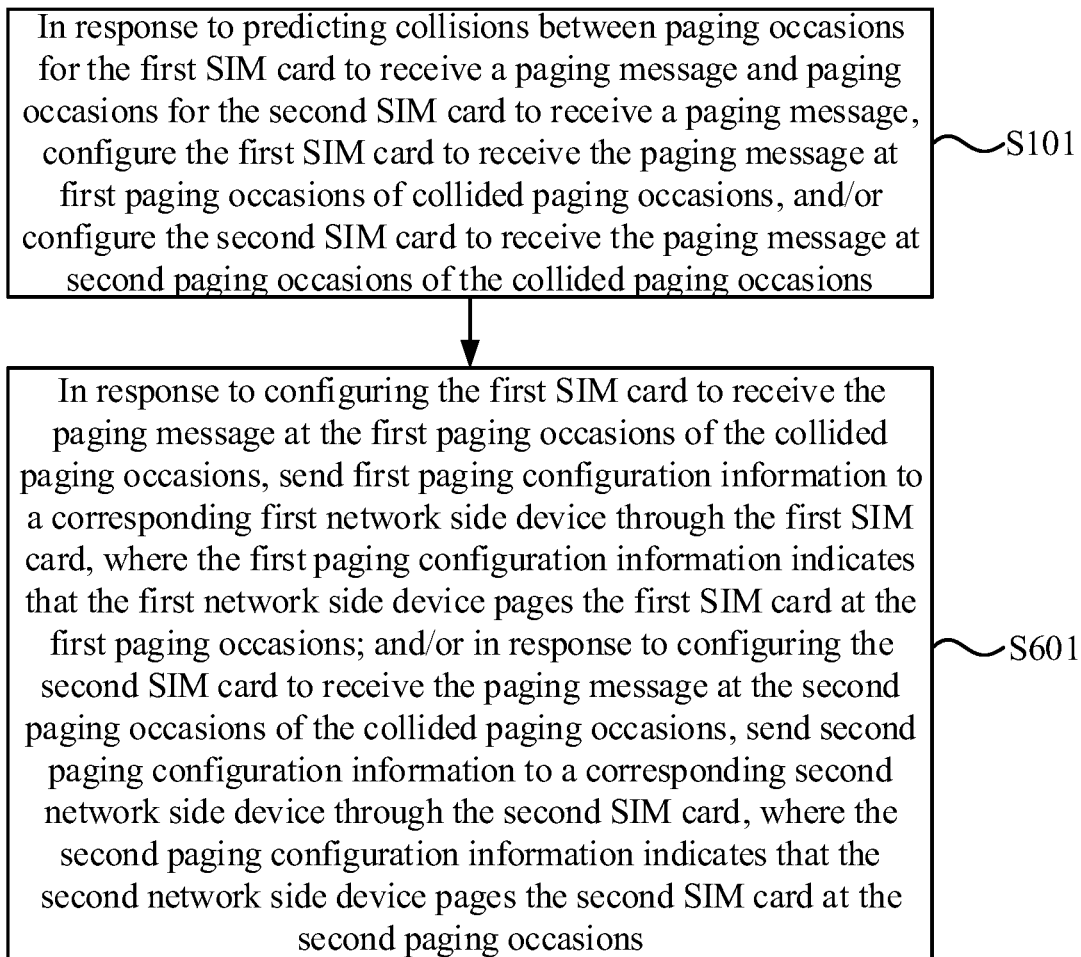 In response to predicting collisions between paging occasions
for the first SIM card to receive a paging message and paging
occasions for the second SIM card to receive a paging message,
configure the first SIM card to receive the paging message at
first paging occasions of collided paging occasions, and/or
configure the second SIM card to receive the paging message at
second paging occasions of the collided paging occasions
S101
In response to configuring the first SIM card to receive the
paging message at the first paging occasions of the collided
paging occasions, send first paging configuration information to
a corresponding first network side device through the first SIM
card, where the first paging configuration information indicates
that the first network side device pages the first SIM card at the
first paging occasions; and/or in response to configuring the
second SIM card to receive the paging message at the second
paging occasions of the collided paging occasions, send second
paging configuration information to a corresponding second
network side device through the second SIM card, where the
second paging configuration information indicates that the
second network side device pages the second SIM card at the
second paging occasions
S601